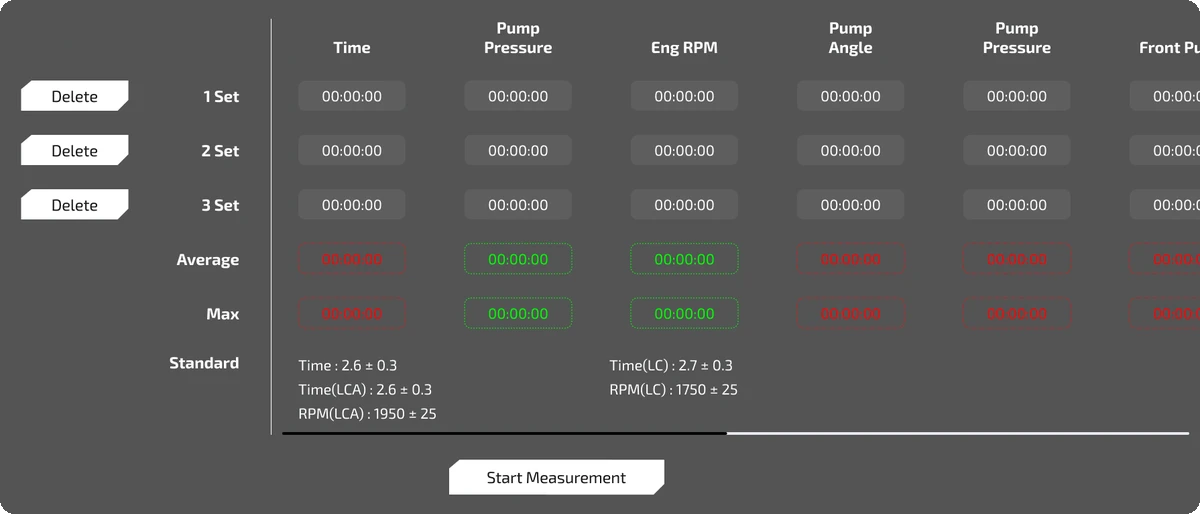 Time Pump Pressure Eng RPM Pump Angle Pump Pressure Front
Delete 1 Set 00:00:00 00:00:00 00:00:00 00:00:00 00:00:00
Delete 2 Set 00:00:00 00:00:00 00:00:00 00:00:00 00:00:00
Delete 3 Set 00:00:00 00:00:00 00:00:00 00:00:00 00:00:00
Average 00:00:00 00:00:00 00:00:00 00:00:00 00:00:00
Max 00:00:00 00:00:00 00:00:00 00:00:00 00:00:00
Standard
Time : 2.6 ± 0.3 Time(LC) : 2.7 ± 0.3
Time(LCA) : 2.6 ± 0.3 RPM(LC) : 1750 ± 25
RPM(LCA) : 1950 ± 25
Start Measurement